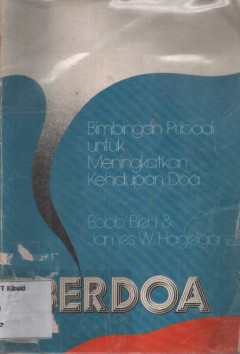 Bimbingan Pribadi
untuk
Meningkatkan
Kehidupan Doa
Bobb Biehl &
James W. Hagelganz
BERDOA